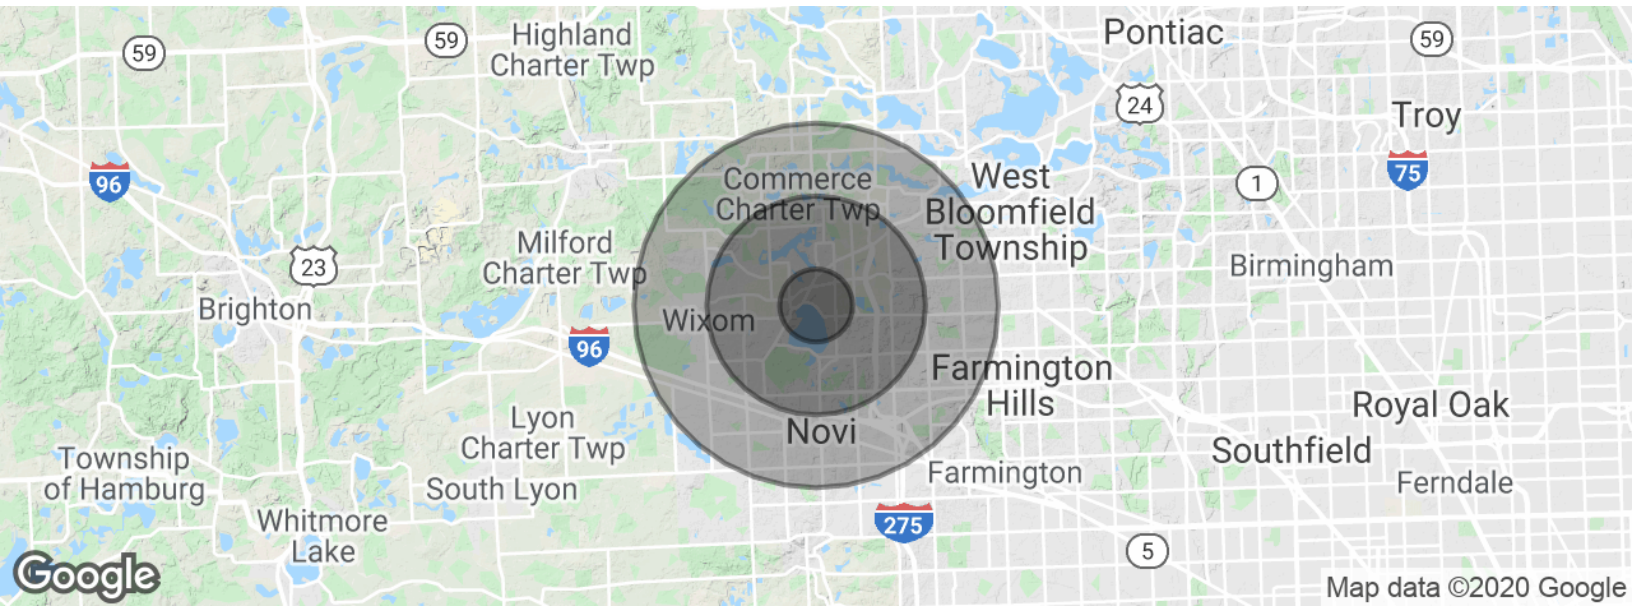 59
59
Highland
Charter Twp
Pontiac
59
24
Troy
96
Commerce
Charter Twp
West
Bloomfield
Township
1
75
Milford
Charter Twp
23
Birmingham
Brighton
Wixom
96
Farmington
Hills
Royal Oak
Lyon
Charter Twp
Novi
Southfield
Township
of Hamburg
South Lyon
Farmington
Ferndale
Whitmore
Lake
275
5
Google
Map data ©2020 Google